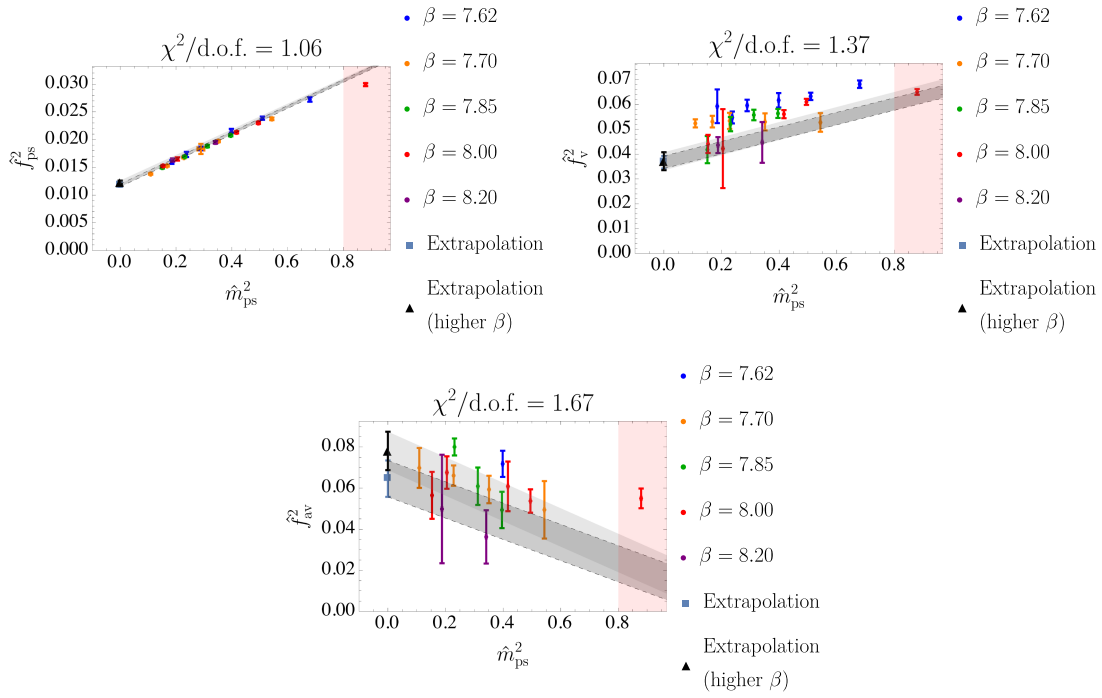 χ²/d.o.f. = 1.06
f̂²ps
0.030
0.025
0.020
0.015
0.010
0.005
0.000
0.0 0.2 0.4 0.6 0.8
m̂²ps
β = 7.62
β = 7.70
β = 7.85
β = 8.00
β = 8.20
Extrapolation
Extrapolation
(higher β)
χ²/d.o.f. = 1.37
f̂²v
0.07
0.06
0.05
0.04
0.03
0.02
0.01
0.00
0.0 0.2 0.4 0.6 0.8
m̂²ps
β = 7.62
β = 7.70
β = 7.85
β = 8.00
β = 8.20
Extrapolation
Extrapolation
(higher β)
χ²/d.o.f. = 1.67
f̂²av
0.08
0.06
0.04
0.02
0.00
0.0 0.2 0.4 0.6 0.8
m̂²ps
β = 7.62
β = 7.70
β = 7.85
β = 8.00
β = 8.20
Extrapolation
Extrapolation
(higher β)